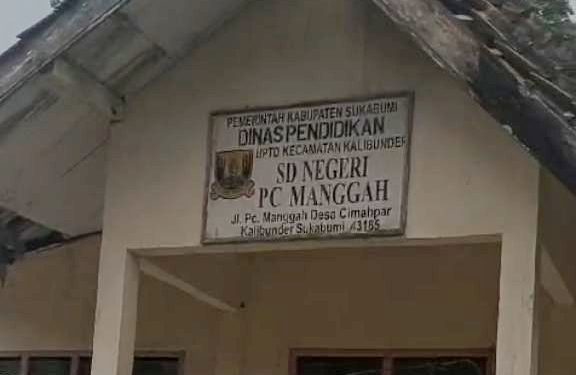 PEMERINTAH KABUPATEN SUKABUMI
DINAS PENDIDIKAN
UPTD KECAMATAN KALIBUNDER
SD NEGERI
PC MANGGAH
Jl. Pc. Manggah Desa Cimahpar
Kalibunder Sukabumi 43185